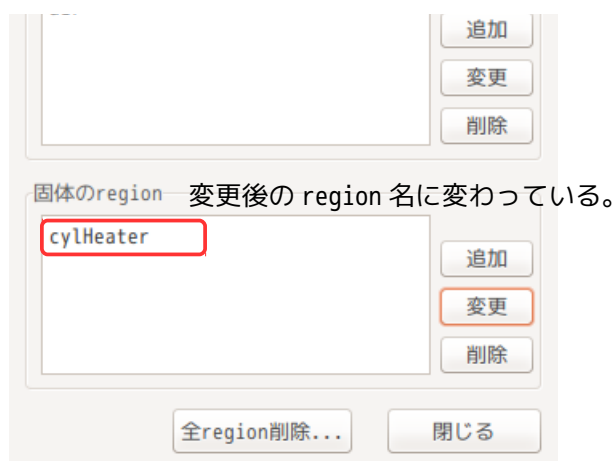 追加
変更
削除
固体のregion
変更後の region 名に変わっている。
cylHeater
追加
変更
削除
全region削除...
閉じる